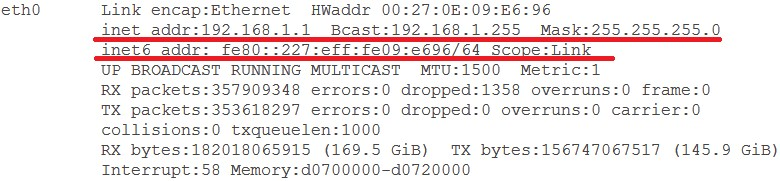 eth0 Link encap:Ethernet HWaddr 00:27:0E:09:E6:96
inet addr:192.168.1.1 Bcast:192.168.1.255 Mask:255.255.255.0
inet6 addr: fe80::227:eff:fe09:e696/64 Scope:Link
UP BROADCAST RUNNING MULTICAST MTU:1500 Metric:1
RX packets:357909348 errors:0 dropped:1358 overruns:0 frame:0
TX packets:353618297 errors:0 dropped:0 overruns:0 carrier:0
collisions:0 txqueuelen:1000
RX bytes:182018065915 (169.5 GiB) TX bytes:156747067517 (145.9 GiB)
Interrupt:58 Memory:d0700000-d0720000